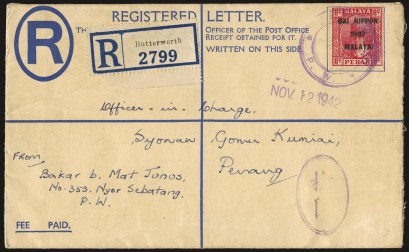 REGISTERED LETTER.
R
OFFICER OF THE POST OFFICE
RECEIPT OBTAINED FOR IT.
WRITTEN ON THIS SIDE.
R
Butterworth
2799
MALAYA
DAI NIPPON
2602
MALAYA
PERAK
P. W.
NOV. 12 1942
Officer - in - Charge,
Syonan Gomu Kumiai,
Penang
From
Bakar b. Mat Junos,
No. 353. Nyor Sebatang.
P.W.
FEE PAID.